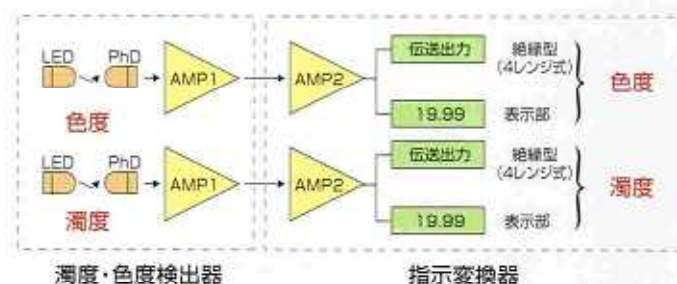 LED PhD AMP1 AMP2 伝送出力 絶縁型
(4レンジ式)
色度 19.99 表示部 色度
LED PhD AMP1 AMP2 伝送出力 絶縁型
(4レンジ式)
濁度 19.99 表示部 濁度
濁度・色度検出器 指示変換器